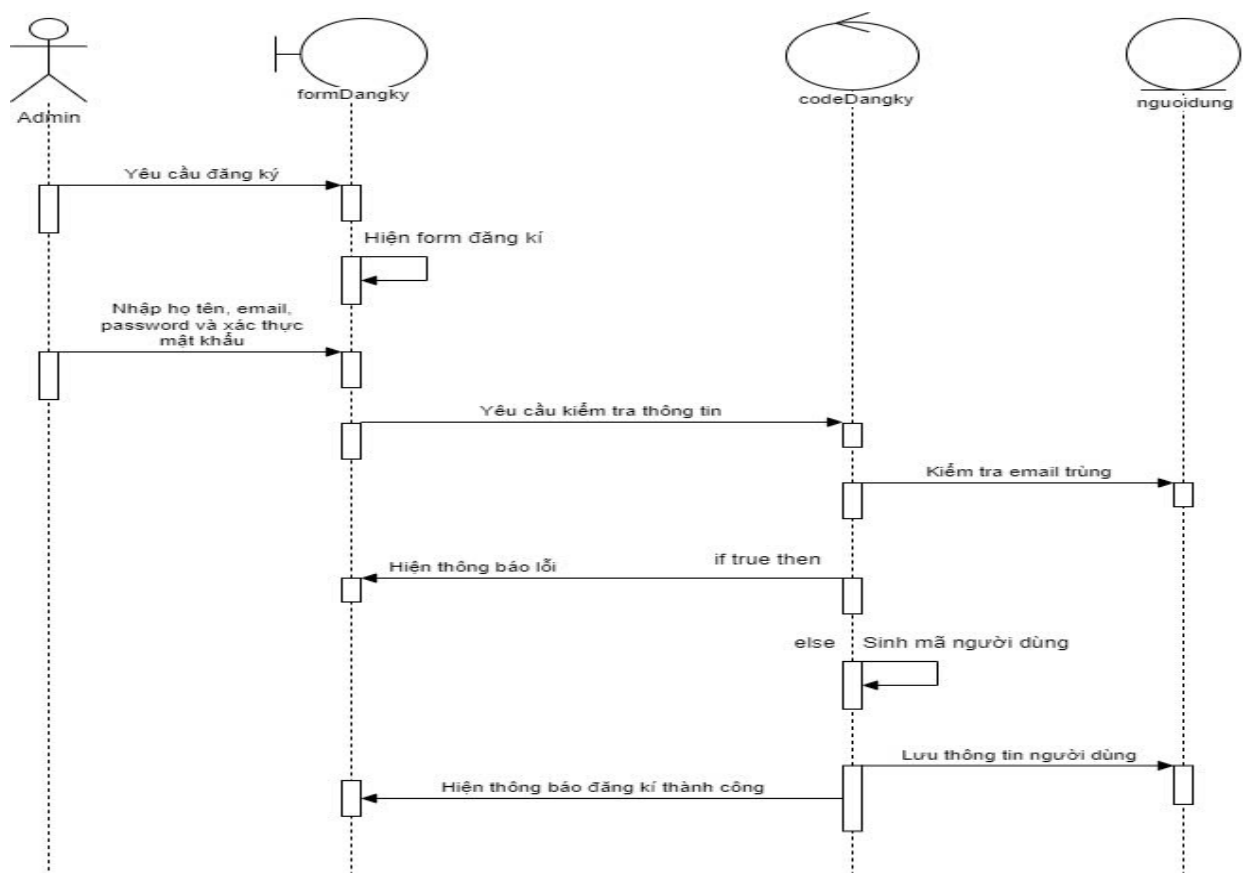 Admin
formDangky
codeDangky
nguoidung
Yêu cầu đăng ký
Hiện form đăng kí
Nhập họ tên, email,
password và xác thực
mật khẩu
Yêu cầu kiểm tra thông tin
Kiểm tra email trùng
if true then
Hiện thông báo lỗi
else
Sinh mã người dùng
Lưu thông tin người dùng
Hiện thông báo đăng kí thành công